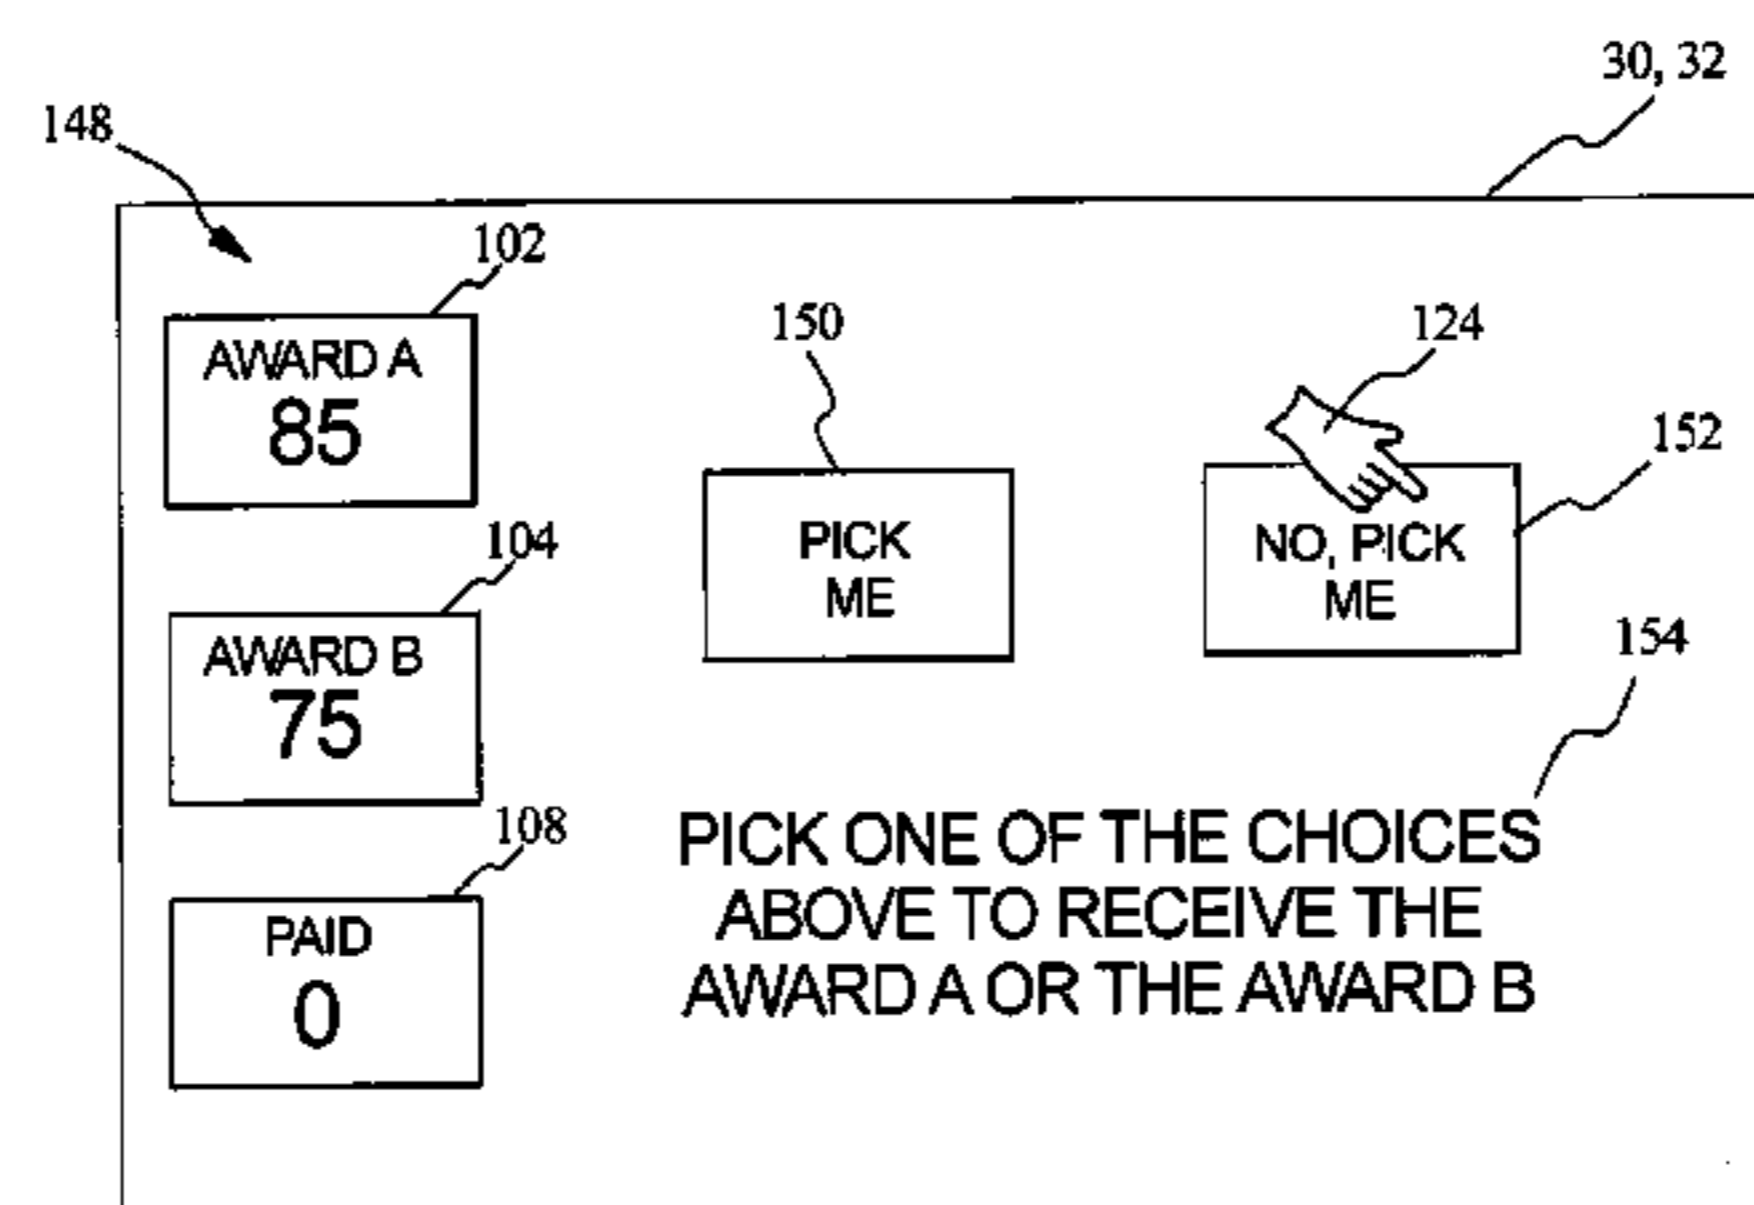 30, 32
148
102
AWARD A
85
150
124
152
PICK
ME
NO, PICK
ME
104
AWARD B
75
154
108
PAID
0
PICK ONE OF THE CHOICES
ABOVE TO RECEIVE THE
AWARD A OR THE AWARD B